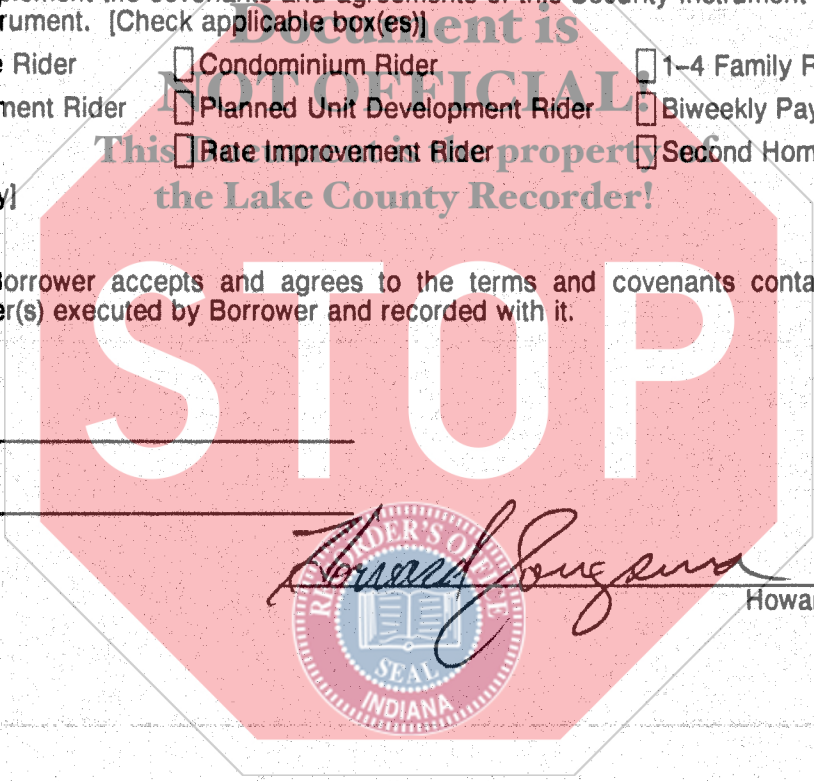 rument. [Check applicable box(es)]
Document is
Rider
Condominium Rider
1–4 Family R
NOT OFFICIAL!
ment Rider
Planned Unit Development Rider
Biweekly Pay
This Document is the property of
Rate Improvement Rider
Second Hom
y]
the Lake County Recorder!
Borrower accepts and agrees to the terms and covenants conta
er(s) executed by Borrower and recorded with it.
STOP
RECORDER'S OFFICE
Howard
Howar
SEAL
INDIANA